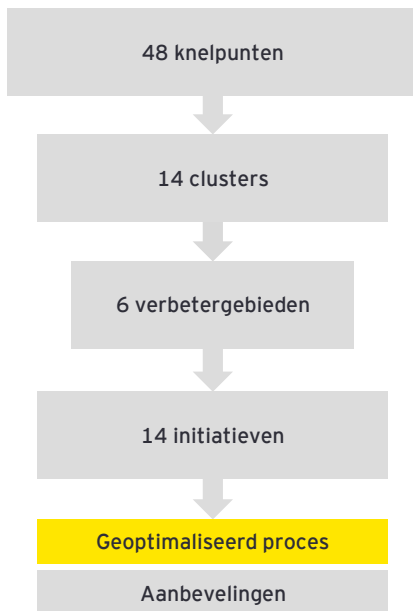 48 knelpunten
14 clusters
6 verbetergebieden
14 initiatieven
Geoptimaliseerd proces
Aanbevelingen